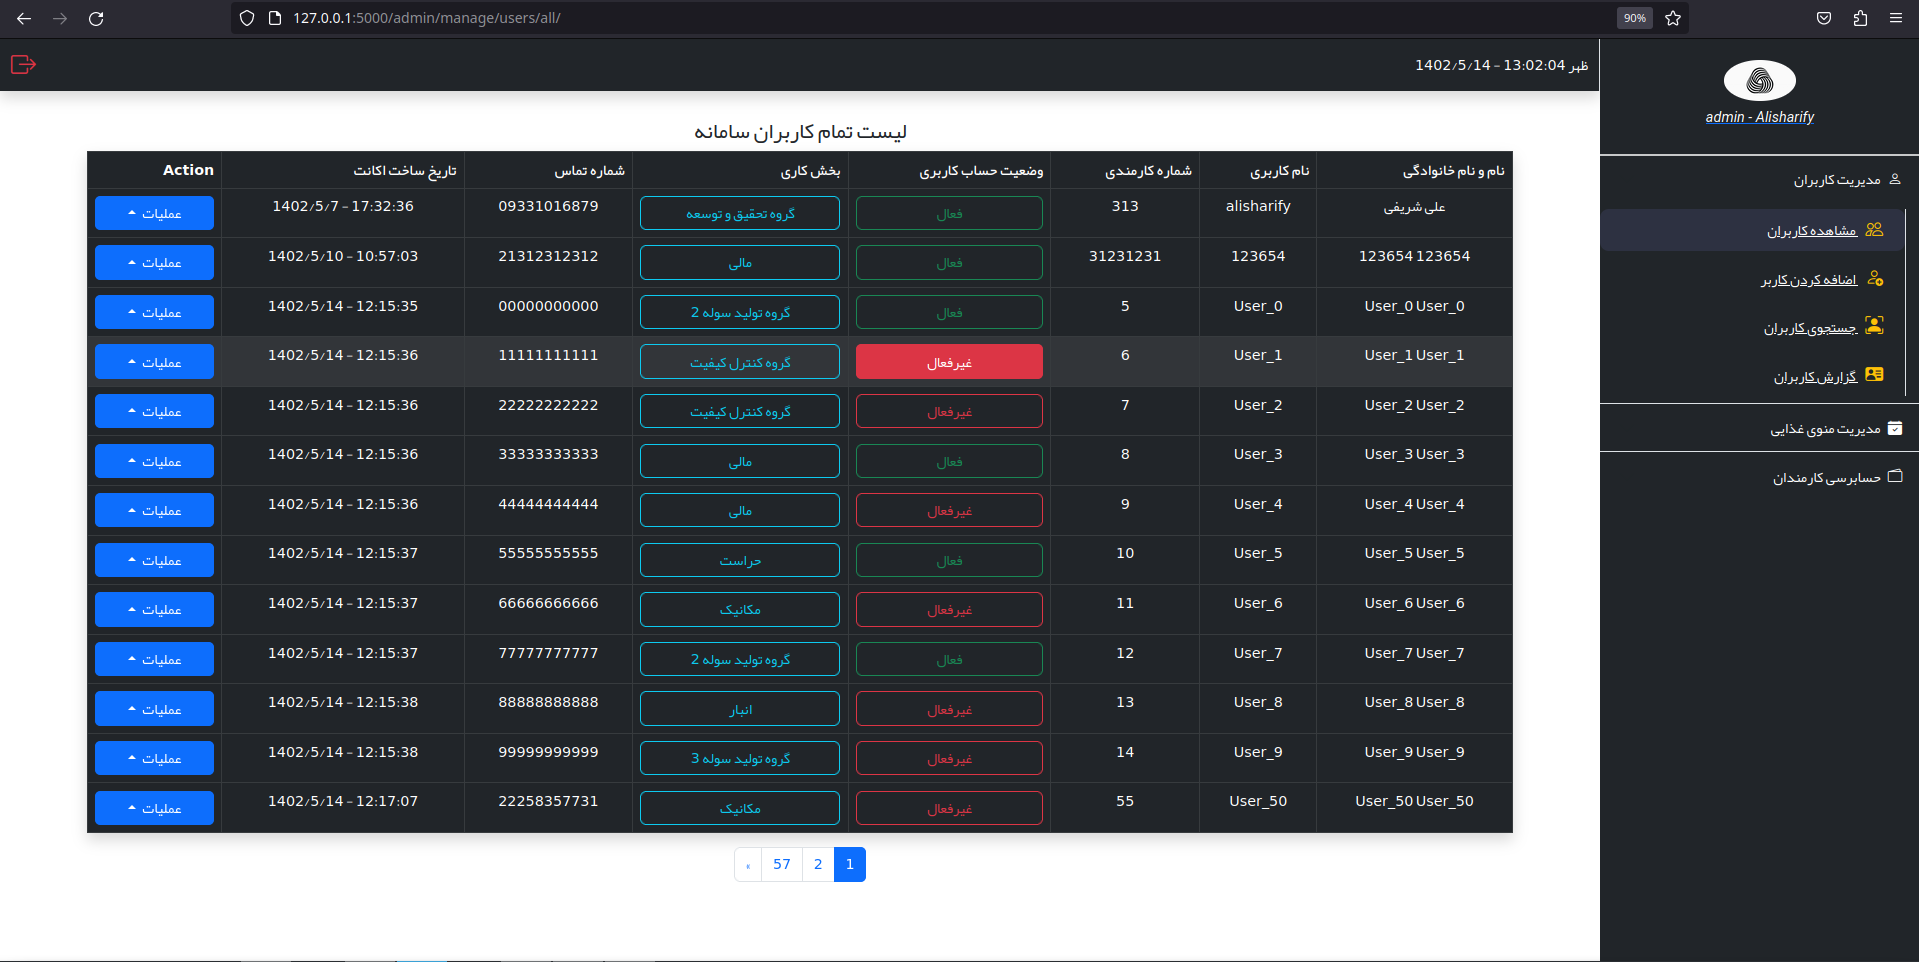 127.0.0.1:5000/admin/manage/users/all/
90%
ظهر 13:02:04 - 1402/5/14
admin - Alisharify
مدیریت کاربران
مشاهده کاربران
اضافه کردن کاربر
جستجوی کاربران
گزارش کاربران
مدیریت منوی غذایی
حسابرسی کارمندان
لیست تمام کاربران سامانه
نام و نام خانوادگی نام کاربری شماره کارمندی وضعیت حساب کاربری بخش کاری شماره تماس تاریخ ساخت اکانت Action
علی شریفی alisharify 313 فعال گروه تحقیق و توسعه 09331016879 1402/5/7 - 17:32:36 عملیات
123654 123654 123654 31231231 فعال مالی 21312312312 1402/5/10 - 10:57:03 عملیات
User_0 User_0 User_0 5 فعال گروه تولید سوله 2 00000000000 1402/5/14 - 12:15:35 عملیات
User_1 User_1 User_1 6 غیرفعال گروه کنترل کیفیت 11111111111 1402/5/14 - 12:15:36 عملیات
User_2 User_2 User_2 7 غیرفعال گروه کنترل کیفیت 22222222222 1402/5/14 - 12:15:36 عملیات
User_3 User_3 User_3 8 فعال مالی 33333333333 1402/5/14 - 12:15:36 عملیات
User_4 User_4 User_4 9 غیرفعال مالی 44444444444 1402/5/14 - 12:15:36 عملیات
User_5 User_5 User_5 10 فعال حراست 55555555555 1402/5/14 - 12:15:37 عملیات
User_6 User_6 User_6 11 غیرفعال مکانیک 66666666666 1402/5/14 - 12:15:37 عملیات
User_7 User_7 User_7 12 فعال گروه تولید سوله 2 77777777777 1402/5/14 - 12:15:37 عملیات
User_8 User_8 User_8 13 غیرفعال انبار 88888888888 1402/5/14 - 12:15:38 عملیات
User_9 User_9 User_9 14 غیرفعال گروه تولید سوله 3 99999999999 1402/5/14 - 12:15:38 عملیات
User_50 User_50 User_50 55 غیرفعال مکانیک 22258357731 1402/5/14 - 12:17:07 عملیات
1 2 57 »